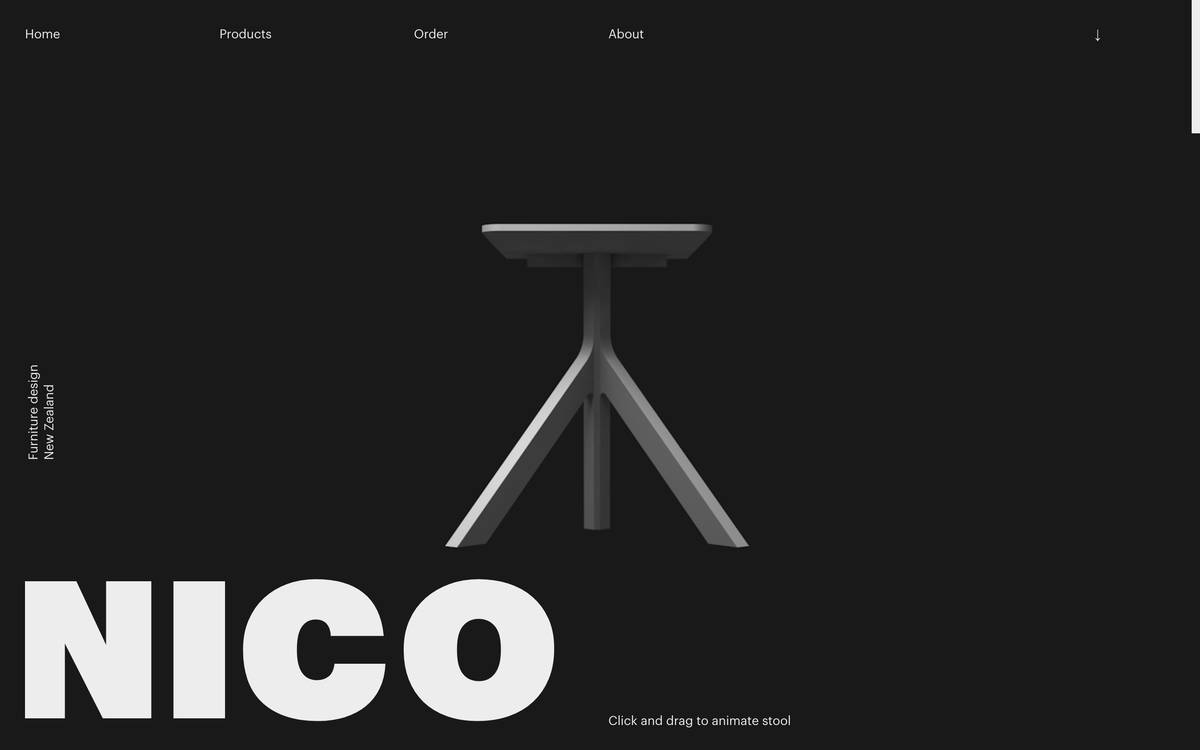 Home
Products
Order
About
↓
Furniture design
New Zealand
NICO
Click and drag to animate stool